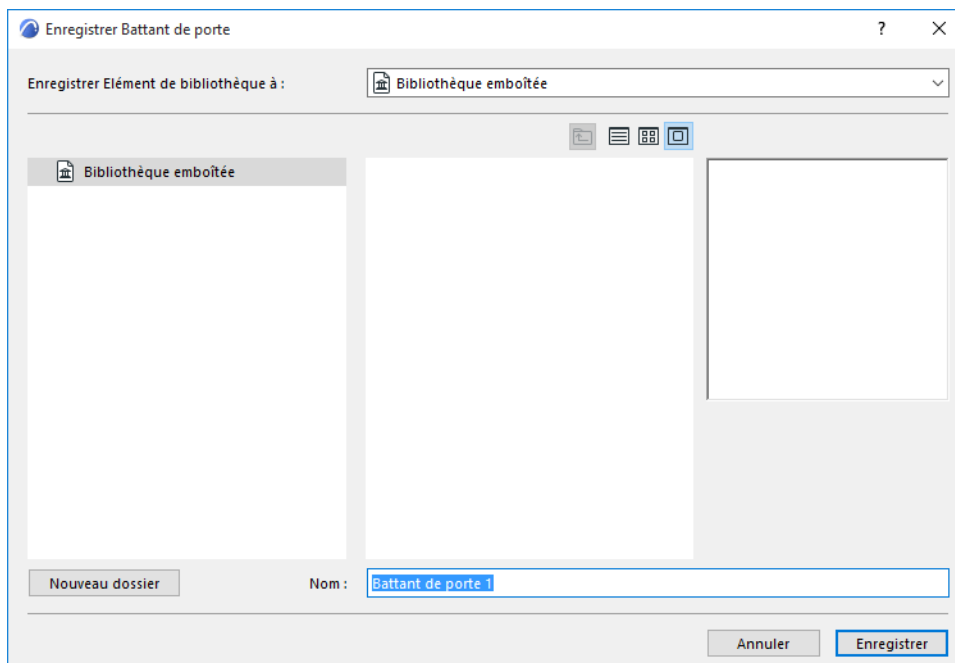 Enregistrer Battant de porte
Enregistrer Elément de bibliothèque à :
Bibliothèque emboîtée
Bibliothèque emboîtée
Nouveau dossier
Nom :
Battant de porte 1
Annuler
Enregistrer